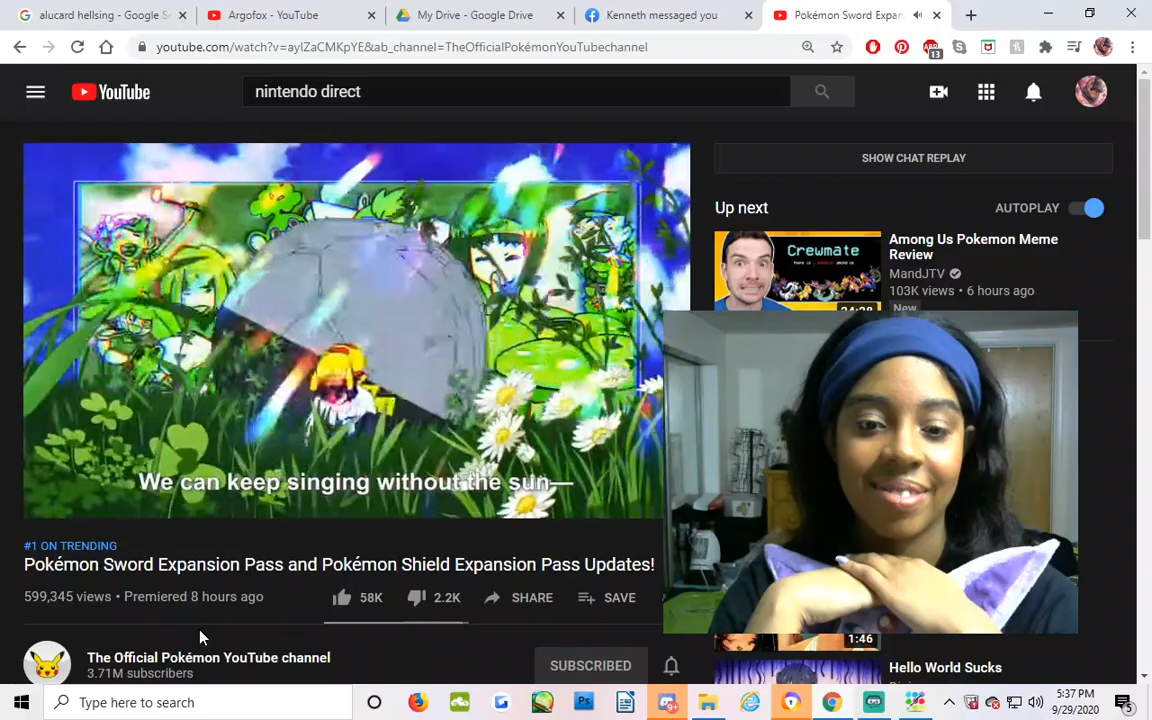 alucard hellsing - Google Se
Argofox - YouTube
My Drive - Google Drive
Kenneth messaged you
Pokémon Sword Expan
youtube.com/watch?v=aylZaCMKpYE&ab_channel=TheOfficialPokémonYouTubechannel
13
YouTube
nintendo direct
SHOW CHAT REPLAY
Up next
AUTOPLAY
Crewmate
Among Us Pokemon Meme
Review
MandJTV
103K views • 6 hours ago
New
We can keep singing without the sun—
#1 ON TRENDING
Pokémon Sword Expansion Pass and Pokémon Shield Expansion Pass Updates!
599,345 views • Premiered 8 hours ago
58K
2.2K
SHARE
SAVE
The Official Pokémon YouTube channel
3.71M subscribers
SUBSCRIBED
1:46
Hello World Sucks
Type here to search
5:37 PM
9/29/2020
5